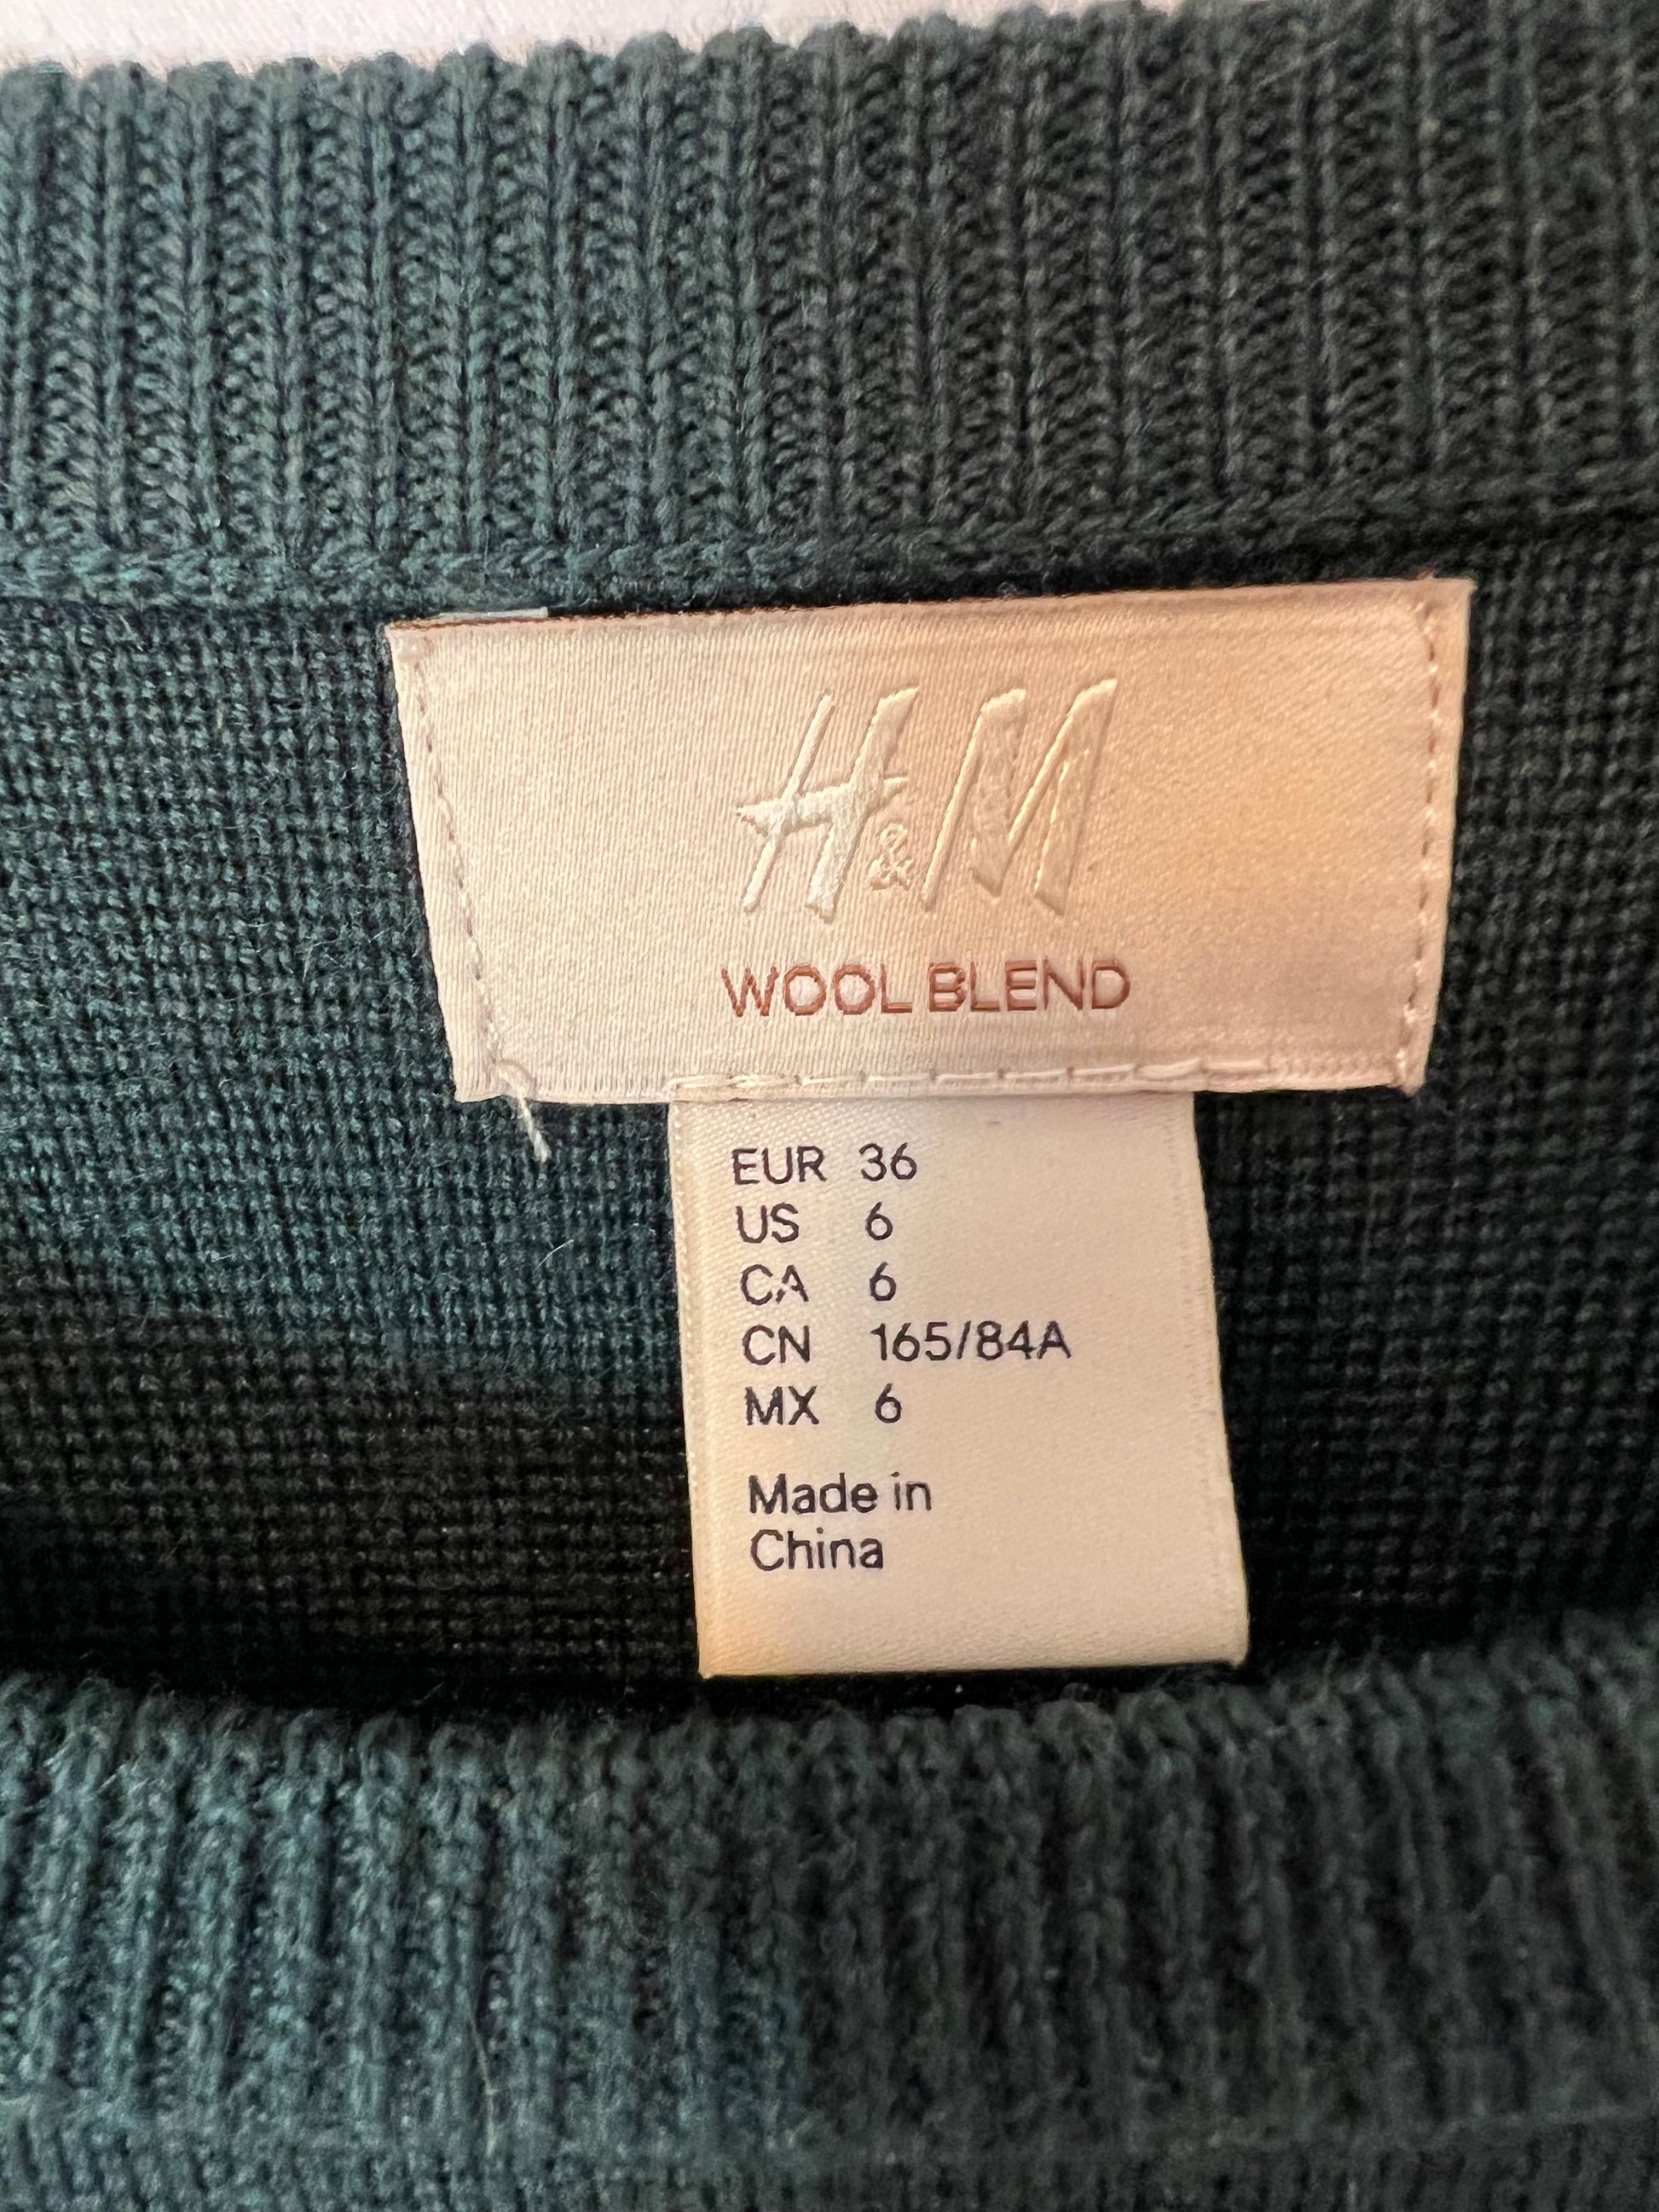 H&M
WOOL BLEND
EUR 36
US 6
CA 6
CN 165/84A
MX 6
Made in
China